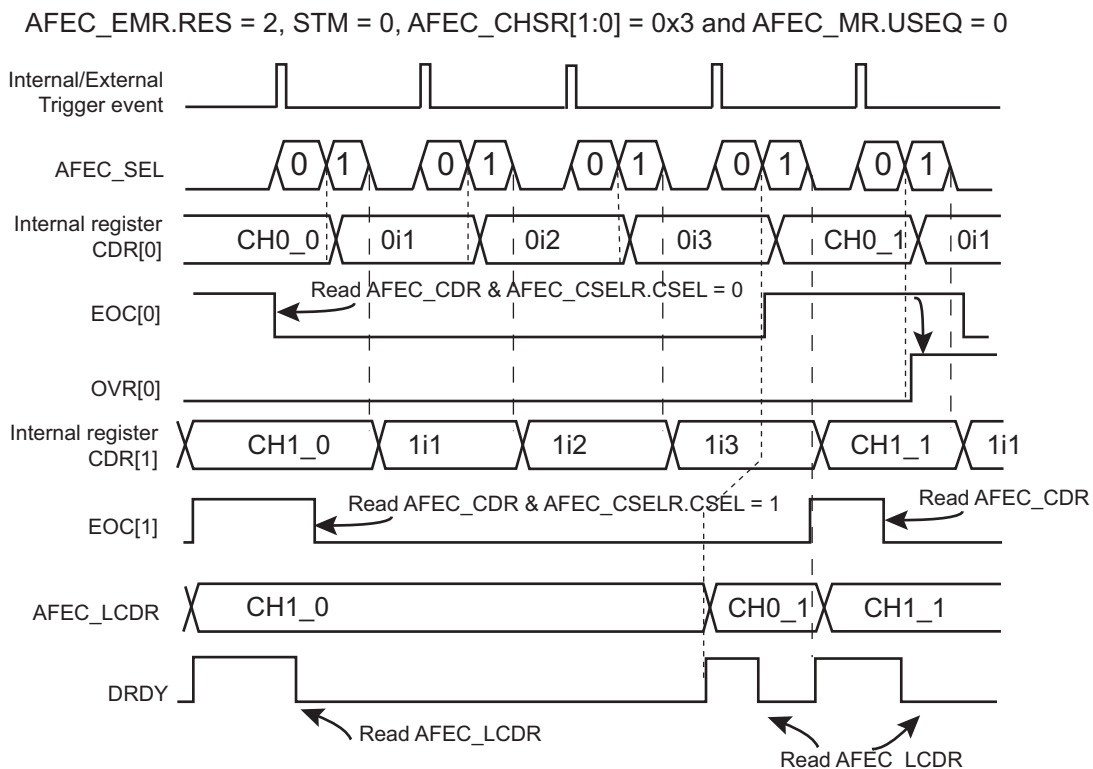 AFEC_EMR.RES = 2, STM = 0, AFEC_CHSR[1:0] = 0x3 and AFEC_MR.USEQ = 0
Internal/External
Trigger event
AFEC_SEL
0 1 0 1 0 1 0 1 0 1
Internal register
CDR[0]
CH0_0 0i1 0i2 0i3 CH0_1 0i1
Read AFEC_CDR & AFEC_CSELR.CSEL = 0
EOC[0]
OVR[0]
Internal register
CDR[1]
CH1_0 1i1 1i2 1i3 CH1_1 1i1
Read AFEC_CDR & AFEC_CSELR.CSEL = 1
Read AFEC_CDR
EOC[1]
AFEC_LCDR
CH1_0 CH0_1 CH1_1
DRDY
Read AFEC_LCDR
Read AFEC_LCDR